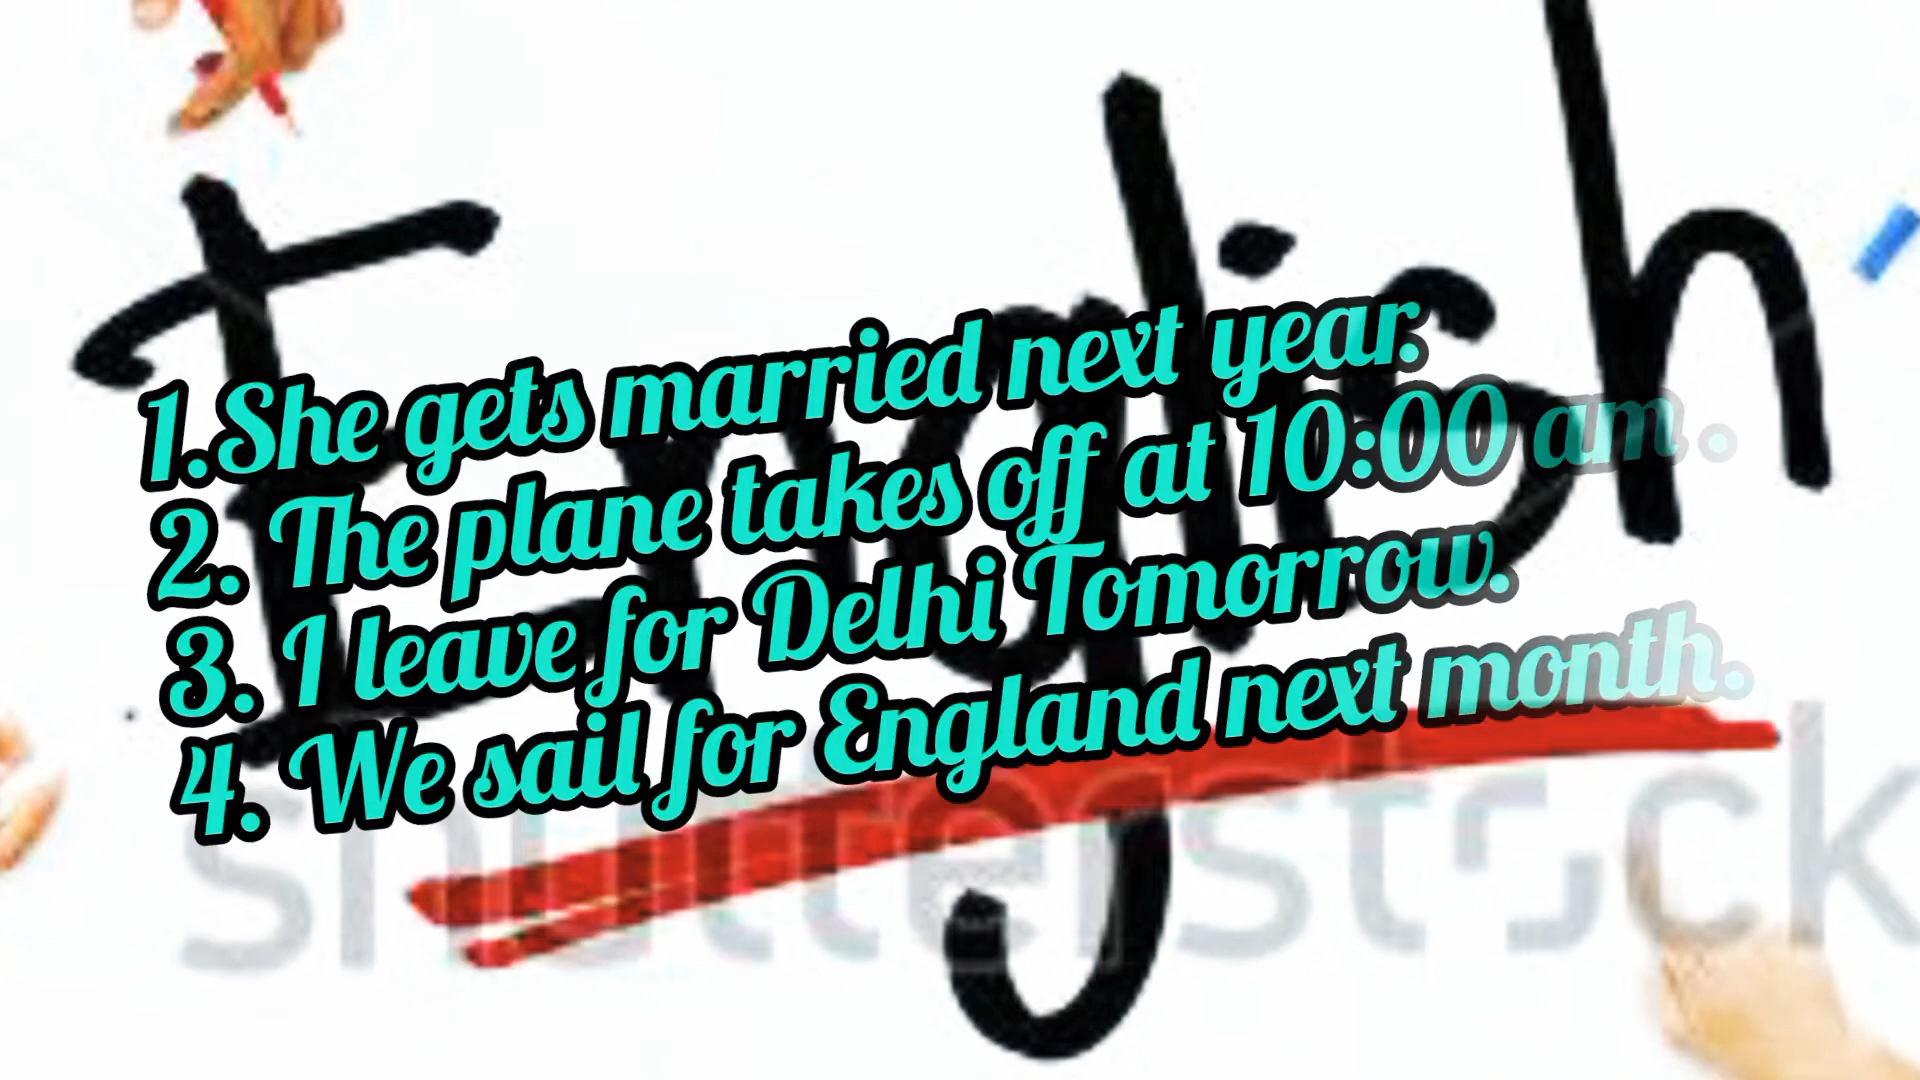 English
1.She gets married next year.
2. The plane takes off at 10:00 am .
3. I leave for Delhi Tomorrow.
4. We sail for England next month.
shutterstock